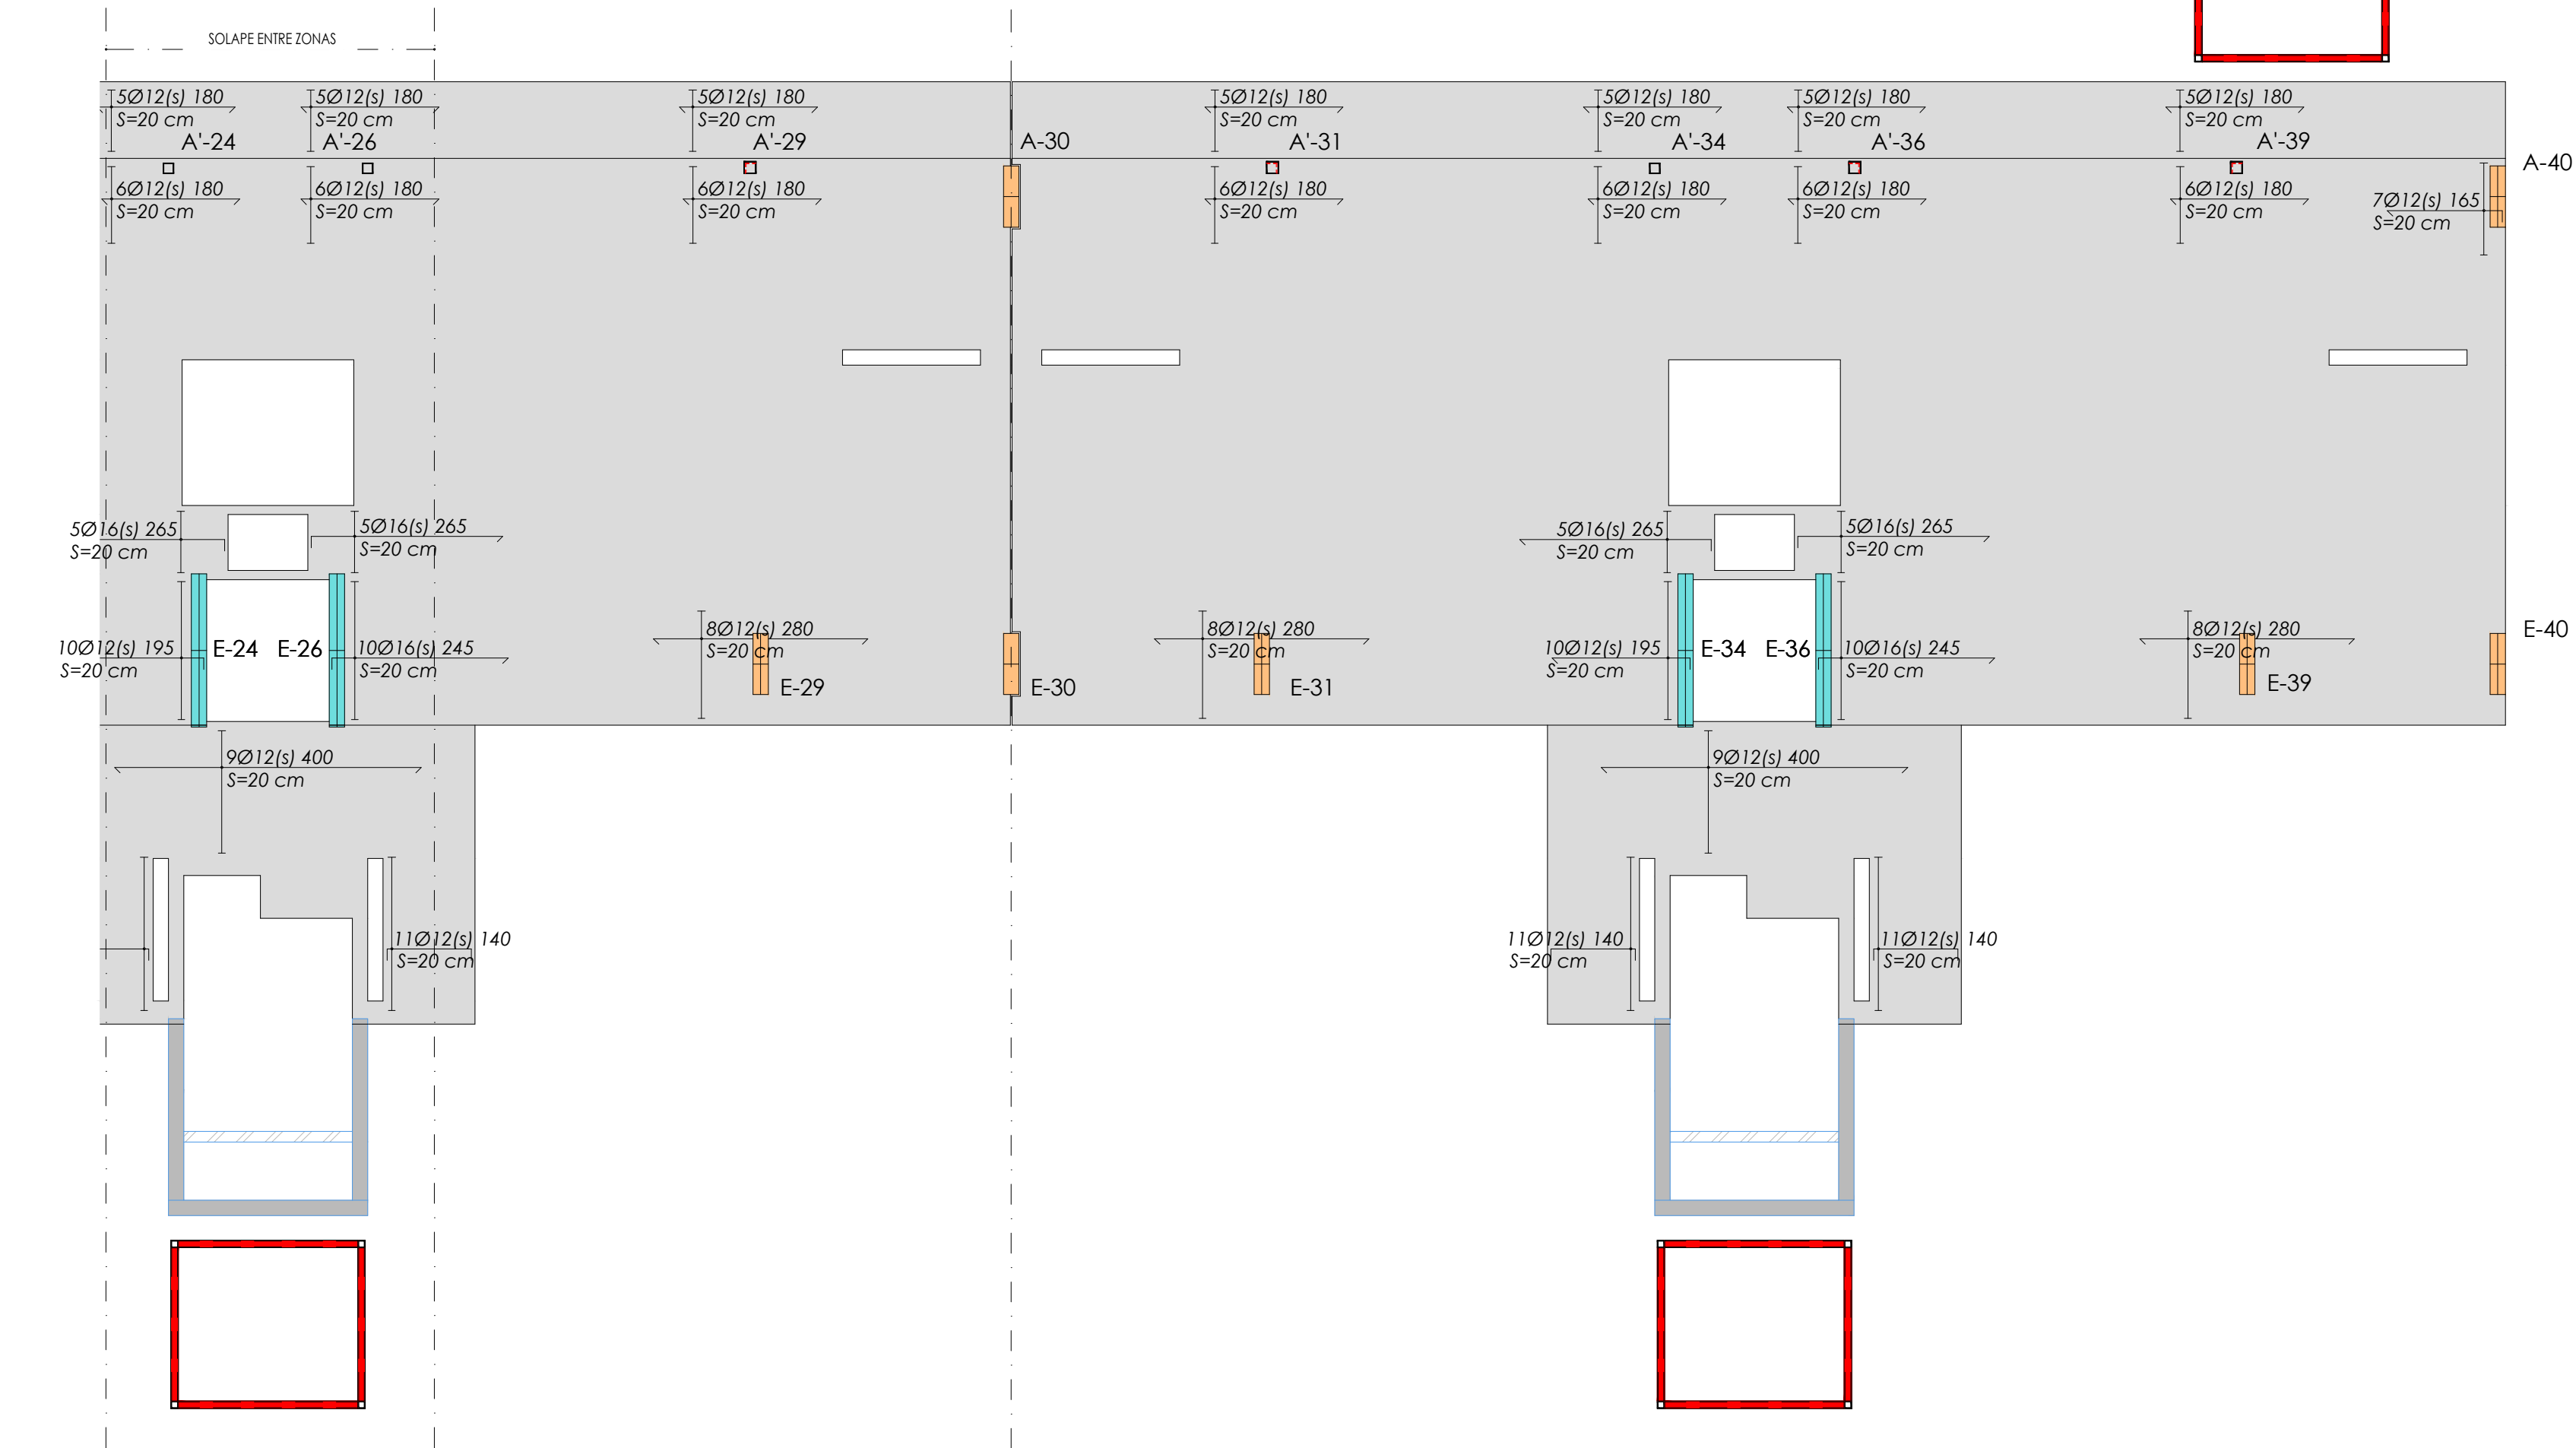 SOLAPE ENTRE ZONAS
5Ø12(s) 180
S=20 cm
5Ø12(s) 180
S=20 cm
5Ø12(s) 180
S=20 cm
5Ø12(s) 180
S=20 cm
5Ø12(s) 180
S=20 cm
5Ø12(s) 180
S=20 cm
5Ø12(s) 180
S=20 cm
A'-24
A'-26
A'-29
A-30
A'-31
A'-34
A'-36
A'-39
A-40
6Ø12(s) 180
S=20 cm
6Ø12(s) 180
S=20 cm
6Ø12(s) 180
S=20 cm
6Ø12(s) 180
S=20 cm
6Ø12(s) 180
S=20 cm
6Ø12(s) 180
S=20 cm
6Ø12(s) 180
S=20 cm
7Ø12(s) 165
S=20 cm
5Ø16(s) 265
S=20 cm
5Ø16(s) 265
S=20 cm
5Ø16(s) 265
S=20 cm
5Ø16(s) 265
S=20 cm
10Ø12(s) 195
S=20 cm
E-24
E-26
10Ø16(s) 245
S=20 cm
8Ø12(s) 280
S=20 cm
E-29
E-30
8Ø12(s) 280
S=20 cm
E-31
10Ø12(s) 195
S=20 cm
E-34
E-36
10Ø16(s) 245
S=20 cm
8Ø12(s) 280
S=20 cm
E-39
E-40
9Ø12(s) 400
S=20 cm
9Ø12(s) 400
S=20 cm
11Ø12(s) 140
S=20 cm
11Ø12(s) 140
S=20 cm
11Ø12(s) 140
S=20 cm